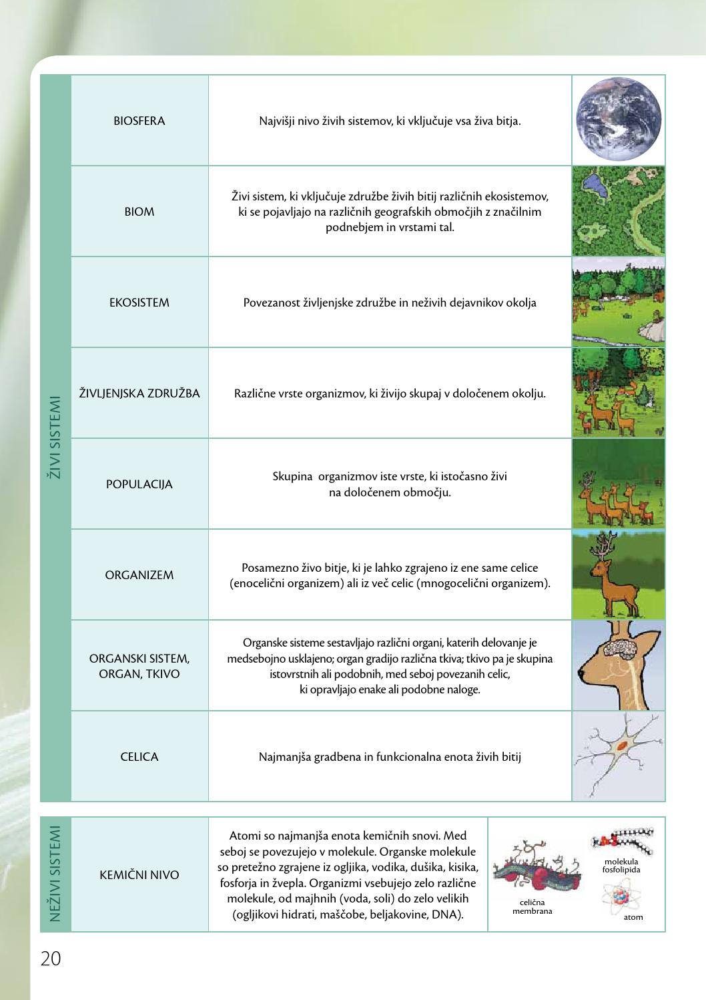 ŽIVI SISTEMI
BIOSFERA
Najvišji nivo živih sistemov, ki vključuje vsa živa bitja.
BIOM
Živi sistem, ki vključuje združbe živih bitij različnih ekosistemov,
ki se pojavljajo na različnih geografskih območjih z značilnim
podnebjem in vrstami tal.
EKOSISTEM
Povezanost življenjske združbe in neživih dejavnikov okolja
ŽIVLJENJSKA ZDRUŽBA
Različne vrste organizmov, ki živijo skupaj v določenem okolju.
POPULACIJA
Skupina organizmov iste vrste, ki istočasno živi
na določenem območju.
ORGANIZEM
Posamezno živo bitje, ki je lahko zgrajeno iz ene same celice
(enocelični organizem) ali iz več celic (mnogocelični organizem).
ORGANSKI SISTEM,
ORGAN, TKIVO
Organske sisteme sestavljajo različni organi, katerih delovanje je
medsebojno usklajeno; organ gradijo različna tkiva; tkivo pa je skupina
istovrstnih ali podobnih, med seboj povezanih celic,
ki opravljajo enake ali podobne naloge.
CELICA
Najmanjša gradbena in funkcionalna enota živih bitij
NEŽIVI SISTEMI
KEMIČNI NIVO
Atomi so najmanjša enota kemičnih snovi. Med
seboj se povezujejo v molekule. Organske molekule
so pretežno zgrajene iz ogljika, vodika, dušika, kisika,
fosforja in žvepla. Organizmi vsebujejo zelo različne
molekule, od majhnih (voda, soli) do zelo velikih
(ogljikovi hidrati, maščobe, beljakovine, DNA).
celična
membrana
molekula
fosfolipida
atom
20